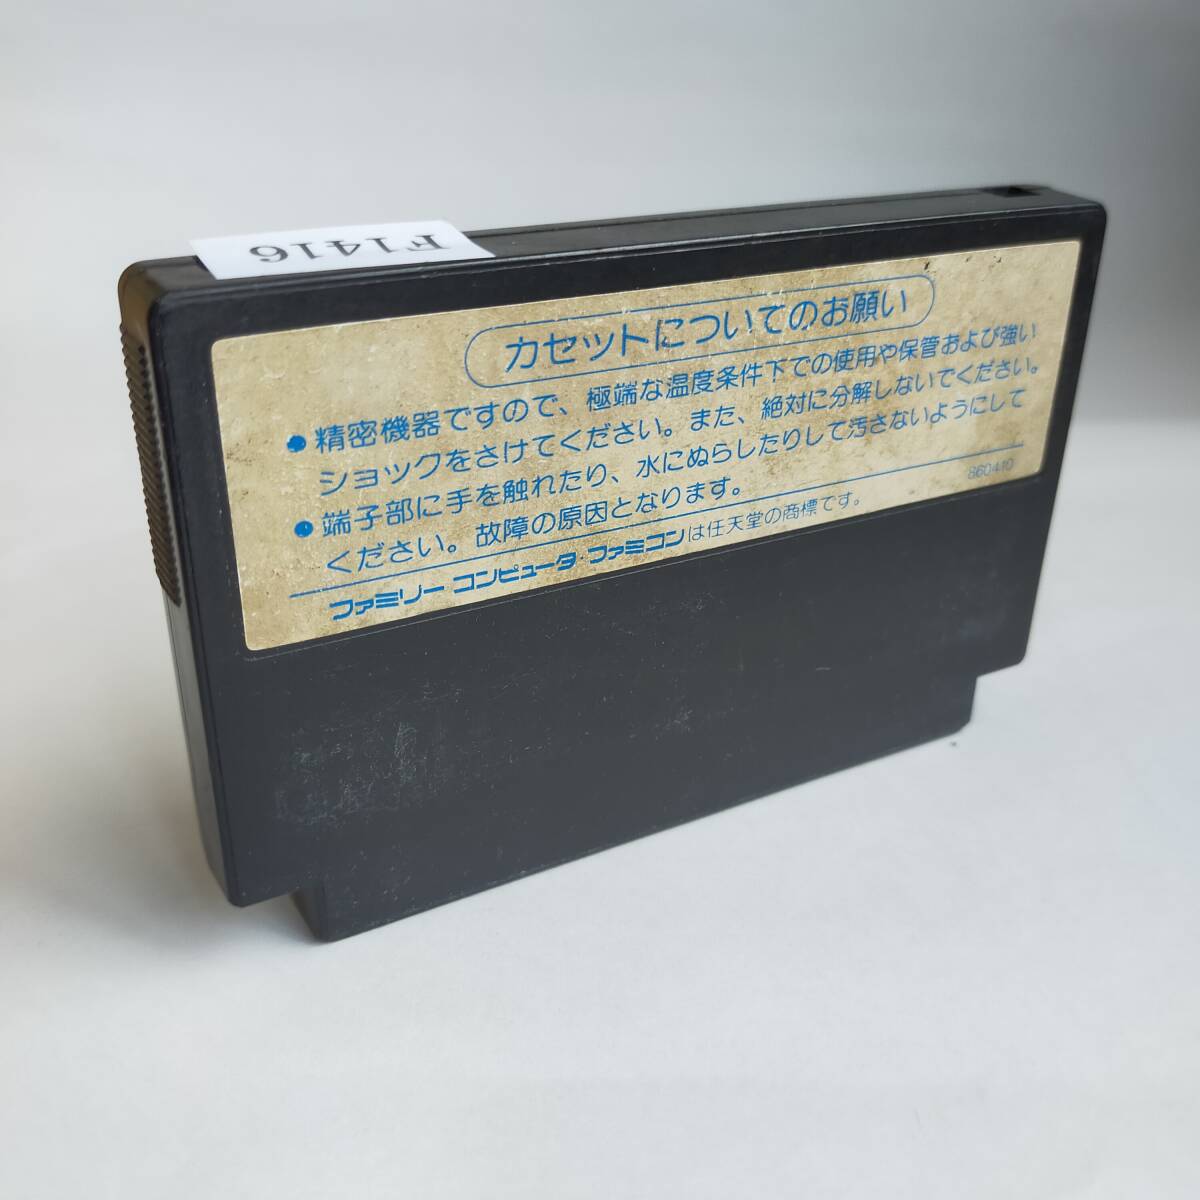 F1416
カセットについてのお願い
●精密機器ですので、極端な温度条件下での使用や保管および強い
ショックをさけてください。また、絶対に分解しないでください。
●端子部に手を触れたり、水にぬらしたりして汚さないようにして
ください。故障の原因となります。
860410
ファミリーコンピュータ・ファミコンは任天堂の商標です。